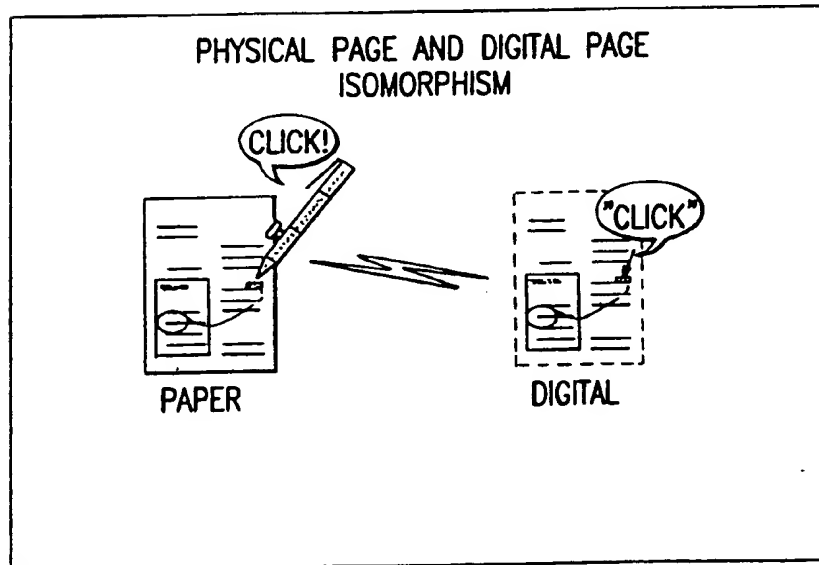 PHYSICAL PAGE AND DIGITAL PAGE
ISOMORPHISM
CLICK!
"CLICK"
PAPER
DIGITAL